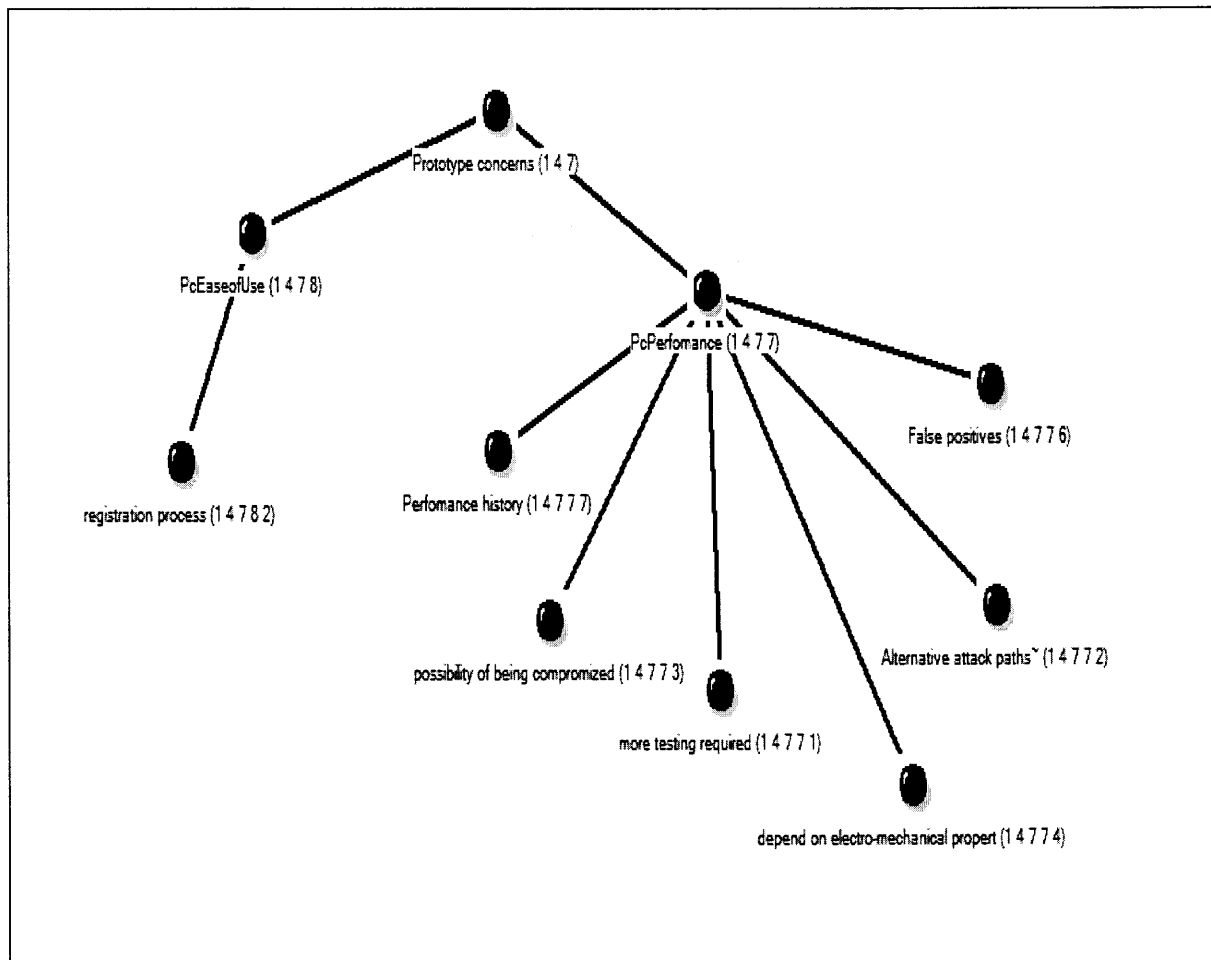 Prototype concerns (1 4 7)
PcEaseofUse (1 4 7 8)
PcPerfomance (1 4 7 7)
False positives (1 4 7 7 6)
Perfomance history (1 4 7 7 7)
registration process (1 4 7 8 2)
Alternative attack paths~ (1 4 7 7 2)
possibility of being compromized (1 4 7 7 3)
more testing required (1 4 7 7 1)
depend on electro-mechanical propert (1 4 7 7 4)